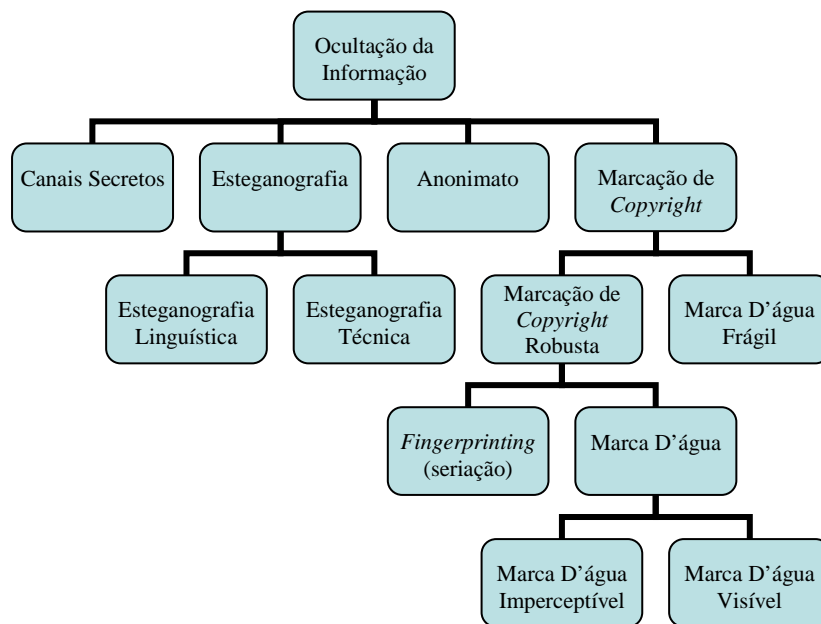 Ocultação da
Informação
Canais Secretos
Esteganografia
Anonimato
Marcação de
Copyright
Esteganografia
Linguística
Esteganografia
Técnica
Marcação de
Copyright
Robusta
Marca D’água
Frágil
Fingerprinting
(seriação)
Marca D’água
Marca D’água
Imperceptível
Marca D’água
Visível